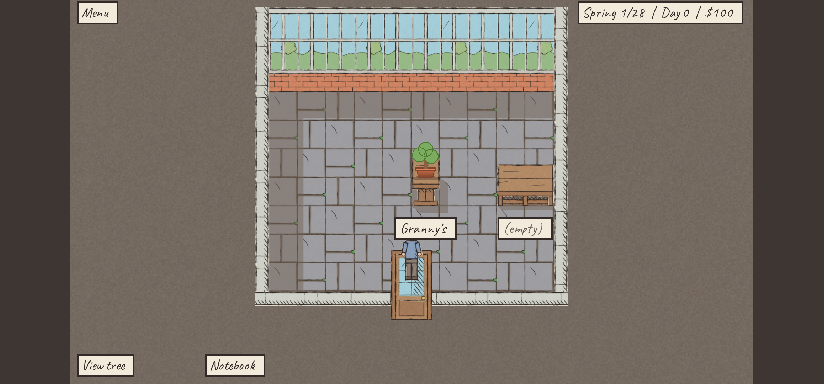 Menu
Spring 1/28 | Day 0 | $100
Granny's
(empty)
View tree
Notebook